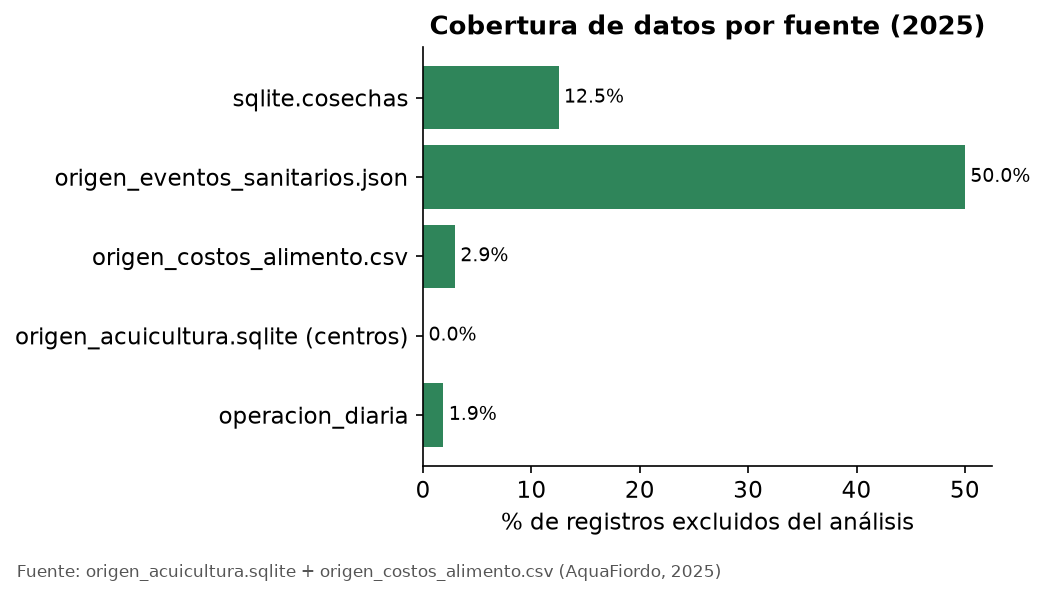 Cobertura de datos por fuente (2025)
sqlite.cosechas
12.5%
origen_eventos_sanitarios.json
50.0%
origen_costos_alimento.csv
2.9%
origen_acuicultura.sqlite (centros)
0.0%
operacion_diaria
1.9%
0 10 20 30 40 50
% de registros excluidos del análisis
Fuente: origen_acuicultura.sqlite + origen_costos_alimento.csv (AquaFiordo, 2025)